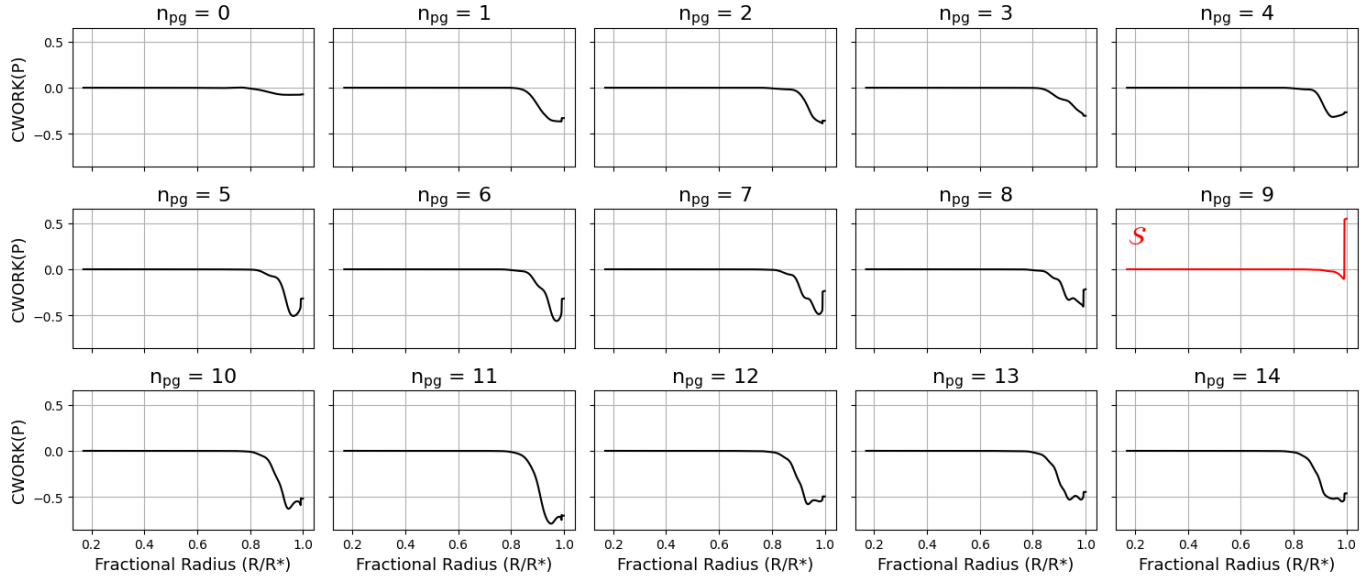 n_pg = 0 n_pg = 1 n_pg = 2 n_pg = 3 n_pg = 4
0.5
0.0
−0.5
CWORK(P)
n_pg = 5 n_pg = 6 n_pg = 7 n_pg = 8 n_pg = 9
0.5
0.0
−0.5
CWORK(P)
S
n_pg = 10 n_pg = 11 n_pg = 12 n_pg = 13 n_pg = 14
0.5
0.0
−0.5
CWORK(P)
0.2 0.4 0.6 0.8 1.0 0.2 0.4 0.6 0.8 1.0 0.2 0.4 0.6 0.8 1.0 0.2 0.4 0.6 0.8 1.0 0.2 0.4 0.6 0.8 1.0
Fractional Radius (R/R*) Fractional Radius (R/R*) Fractional Radius (R/R*) Fractional Radius (R/R*) Fractional Radius (R/R*)